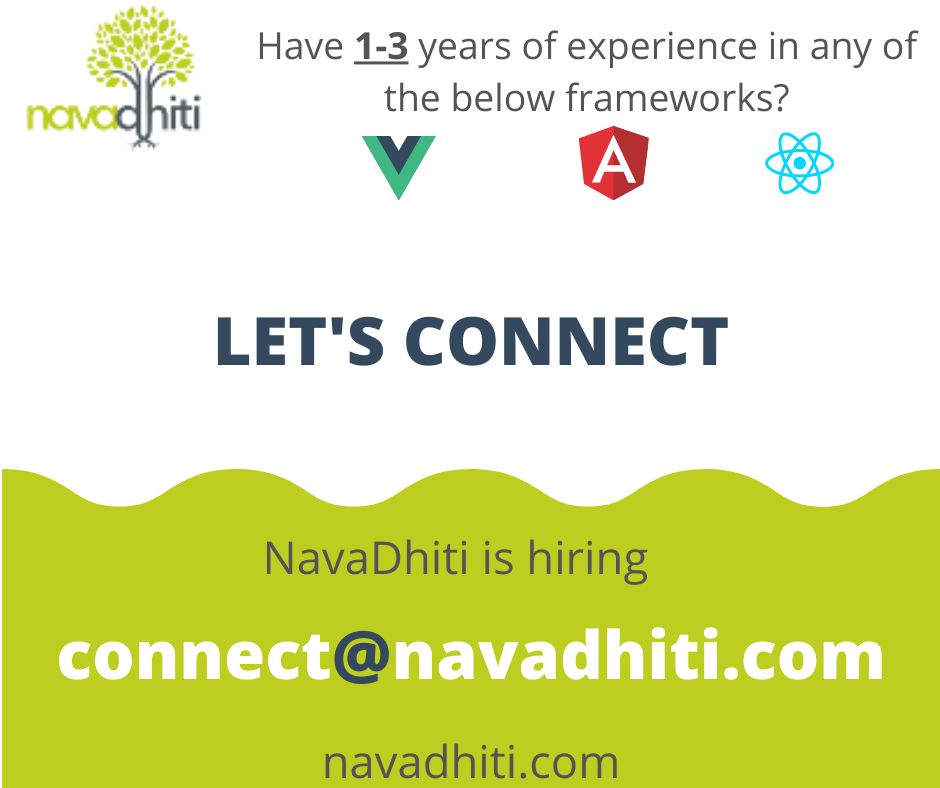 navadhiti
Have 1-3 years of experience in any of
the below frameworks?
A
LET'S CONNECT
NavaDhiti is hiring
connect@navadhiti.com
navadhiti.com